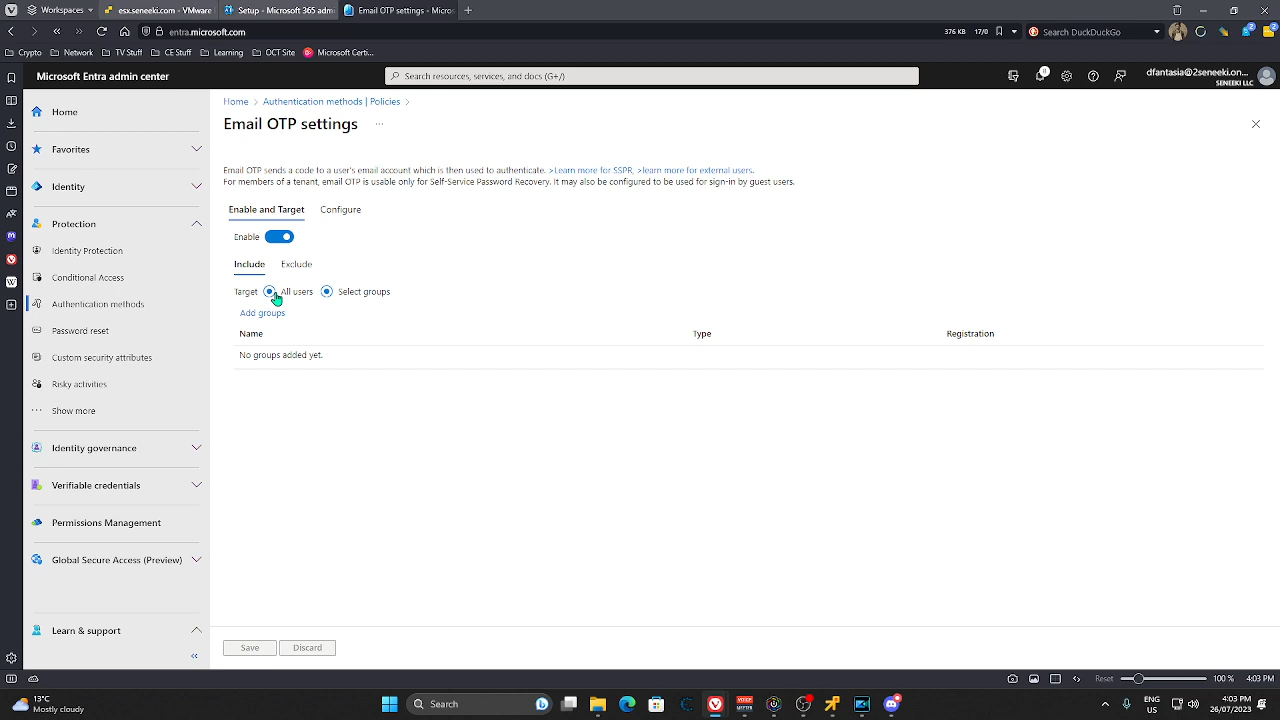 Workspaces
esx.seneeki.com - VMware
Setup - Microsoft 365 adm
Email OTP settings - Micro
entra.microsoft.com
376 KB 17/0
Search DuckDuckGo
Crypto
Network
TV Stuff
CE Stuff
Learning
OCT Site
Microsoft Certi...
Microsoft Entra admin center
Search resources, services, and docs (G+/)
dfantasia@2seneeki.on...
SENEEKI LLC
Home
Favorites
Identity
Protection
Identity Protection
Conditional Access
Authentication methods
Password reset
Custom security attributes
Risky activities
Show more
Identity governance
Verifiable credentials
Permissions Management
Global Secure Access (Preview)
Learn & support
Home > Authentication methods | Policies >
Email OTP settings ...
Email OTP sends a code to a user's email account which is then used to authenticate. >Learn more for SSPR, >learn more for external users.
For members of a tenant, email OTP is usable only for Self-Service Password Recovery. It may also be configured to be used for sign-in by guest users.
Enable and Target Configure
Enable
Include Exclude
Target All users Select groups
Add groups
Name Type Registration
No groups added yet.
Save Discard
Reset 100 % 4:03 PM
13°C
Mostly cloudy
Search
ENG
US
4:03 PM
26/07/2023